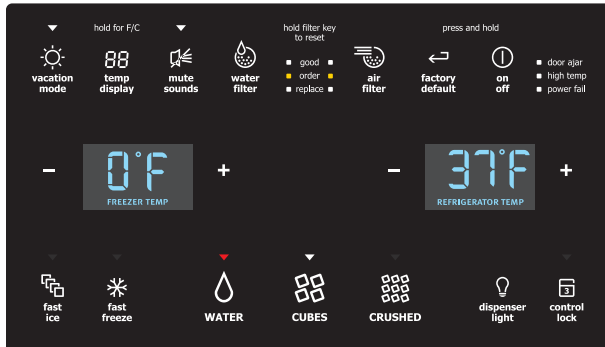 hold for F/C
hold filter key
to reset
press and hold
vacation
mode
88
temp
display
mute
sounds
water
filter
good
order
replace
air
filter
factory
default
on
off
door ajar
high temp
power fail
- 0°F +
FREEZER TEMP
- 37°F +
REFRIGERATOR TEMP
fast
ice
fast
freeze
WATER
CUBES
CRUSHED
dispenser
light
3
control
lock